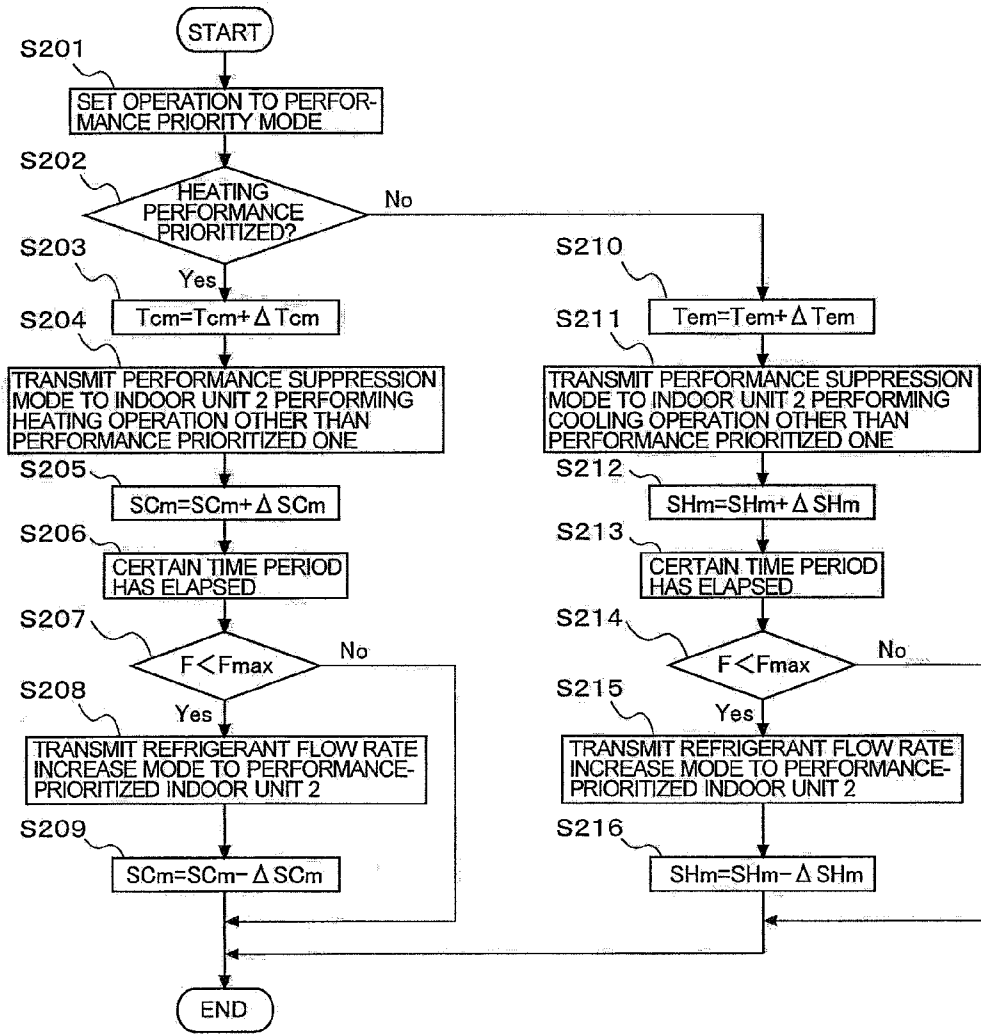 START
S201
SET OPERATION TO PERFOR-
MANCE PRIORITY MODE
S202
HEATING
PERFORMANCE
PRIORITIZED?
No
Yes
S203
Tcm=Tcm+ΔTcm
S204
TRANSMIT PERFORMANCE SUPPRESSION
MODE TO INDOOR UNIT 2 PERFORMING
HEATING OPERATION OTHER THAN
PERFORMANCE PRIORITIZED ONE
S205
SCm=SCm+ΔSCm
S206
CERTAIN TIME PERIOD
HAS ELAPSED
S207
F<Fmax
No
Yes
S208
TRANSMIT REFRIGERANT FLOW RATE
INCREASE MODE TO PERFORMANCE-
PRIORITIZED INDOOR UNIT 2
S209
SCm=SCm-ΔSCm
S210
Tem=Tem+ΔTem
S211
TRANSMIT PERFORMANCE SUPPRESSION
MODE TO INDOOR UNIT 2 PERFORMING
COOLING OPERATION OTHER THAN
PERFORMANCE PRIORITIZED ONE
S212
SHm=SHm+ΔSHm
S213
CERTAIN TIME PERIOD
HAS ELAPSED
S214
F<Fmax
No
Yes
S215
TRANSMIT REFRIGERANT FLOW RATE
INCREASE MODE TO PERFORMANCE-
PRIORITIZED INDOOR UNIT 2
S216
SHm=SHm-ΔSHm
END